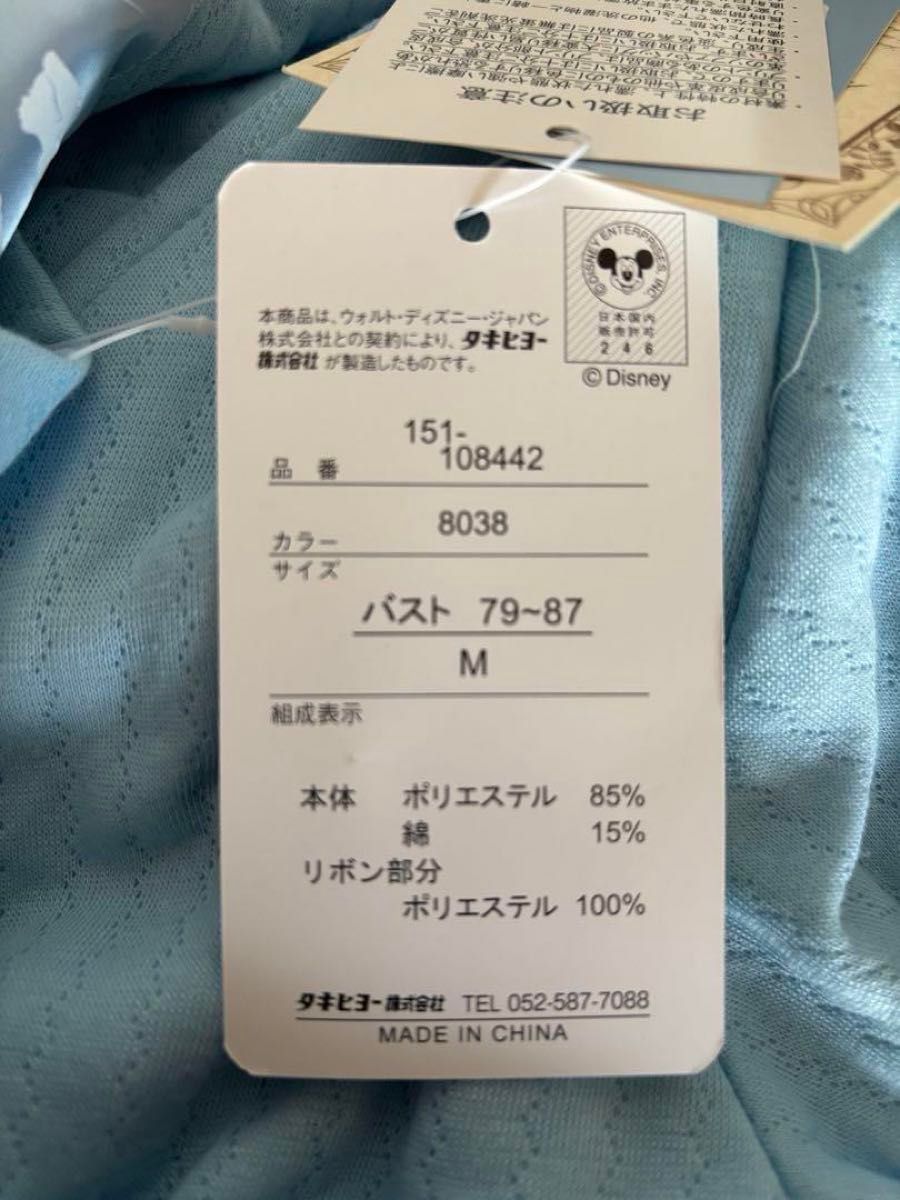 お取扱いの注意
©DISNEY ENTERPRISES, INC
日本国内
販売許可
246
© Disney
本商品は、ウォルト・ディズニー・ジャパン
株式会社との契約により、タキヒヨー
株式会社が製造したものです。
151-
品番 108442
カラー 8038
サイズ
バスト 79~87
M
組成表示
本体 ポリエステル 85%
綿 15%
リボン部分
ポリエステル 100%
タキヒヨー株式会社 TEL 052-587-7088
MADE IN CHINA